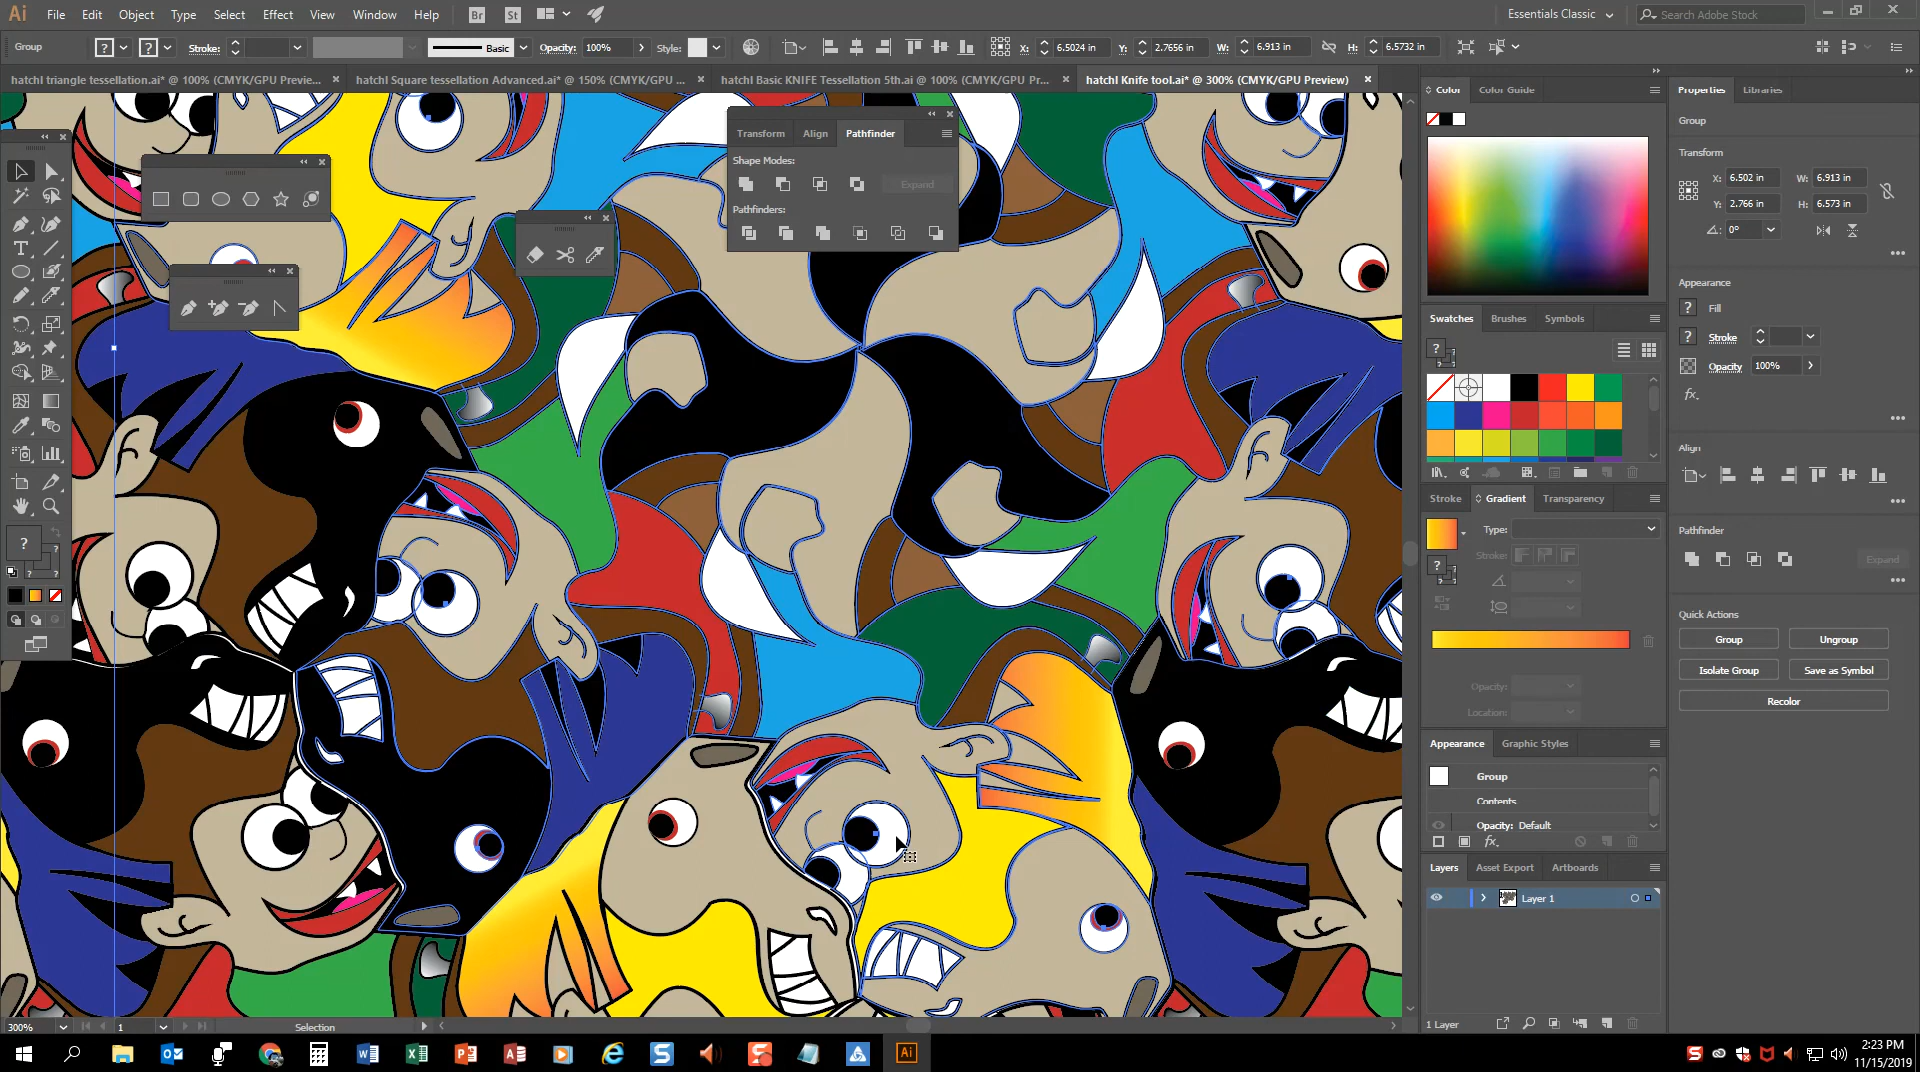 Ai File Edit Object Type Select Effect View Window Help Br St Essentials Classic Search Adobe Stock
Group ? ? Stroke: Basic Opacity: 100% Style: X: 6.5024 in Y: 2.7656 in W: 6.913 in H: 6.5732 in
hatchl triangle tessellation.ai* @ 100% (CMYK/GPU Previe... hatchl Square tessellation Advanced.ai* @ 150% (CMYK/GPU ... hatchl Basic KNIFE Tessellation 5th.ai @ 100% (CMYK/GPU Pr... hatchl Knife tool.ai* @ 300% (CMYK/GPU Preview)
Transform Align Pathfinder
Shape Modes:
Expand
Pathfinders:
?
? ?
Color Color Guide
Swatches Brushes Symbols
?
?
Stroke Gradient Transparency
Type:
Stroke:
?
?
Opacity:
Location:
Appearance Graphic Styles
Group
Contents
Opacity: Default
fx.
Layers Asset Export Artboards
Layer 1
1 Layer
Properties Libraries
Group
Transform
X: 6.502 in W: 6.913 in
Y: 2.766 in H: 6.573 in
0°
Appearance
? Fill
? Stroke
Opacity 100%
fx.
Align
Pathfinder
Expand
Quick Actions
Group Ungroup
Isolate Group Save as Symbol
Recolor
300% 1 Selection
2:23 PM
11/15/2019